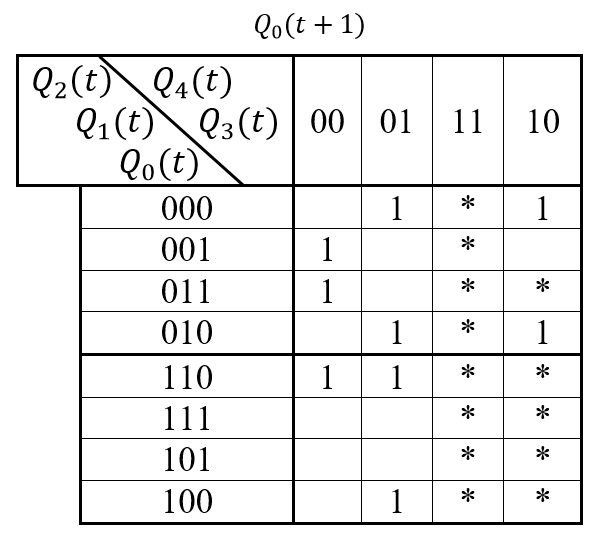 Q₀(t + 1)
Q₂(t) Q₄(t)
Q₁(t) Q₃(t) 00 01 11 10
Q₀(t)
000 1 * 1
001 1 *
011 1 * *
010 1 * 1
110 1 1 * *
111 * *
101 * *
100 1 * *